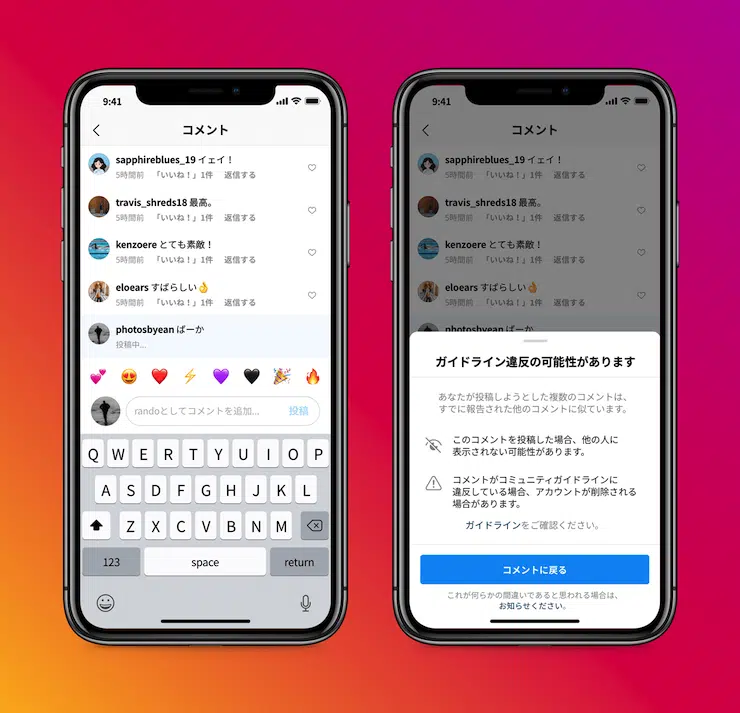 9:41
コメント
sapphireblues_19 イェイ！
5時間前 「いいね！」1件 返信する
travis_shreds18 最高。
5時間前 「いいね！」1件 返信する
kenzoere とても素敵！
5時間前 「いいね！」1件 返信する
eloears すばらしい👌
5時間前 「いいね！」1件 返信する
photosbyean ばーか
投稿中...
💕 😍 ❤️ ⚡ 💜 🖤 🎉 🔥
randoとしてコメントを追加... 投稿
Q W E R T Y U I O P
A S D F G H J K L
Z X C V B N M
123 space return
9:41
コメント
sapphireblues_19 イェイ！
5時間前 「いいね！」1件 返信する
travis_shreds18 最高。
5時間前 「いいね！」1件 返信する
kenzoere とても素敵！
5時間前 「いいね！」1件 返信する
eloears すばらしい👌
5時間前 「いいね！」1件 返信する
photosbyean ばーか
ガイドライン違反の可能性があります
あなたが投稿しようとした複数のコメントは、
すでに報告された他のコメントに似ています。
このコメントを投稿した場合、他の人に
表示されない可能性があります。
コメントがコミュニティガイドラインに
違反している場合、アカウントが削除される
場合があります。
ガイドラインをご確認ください。
コメントに戻る
これが何らかの間違いであると思われる場合は、
お知らせください。